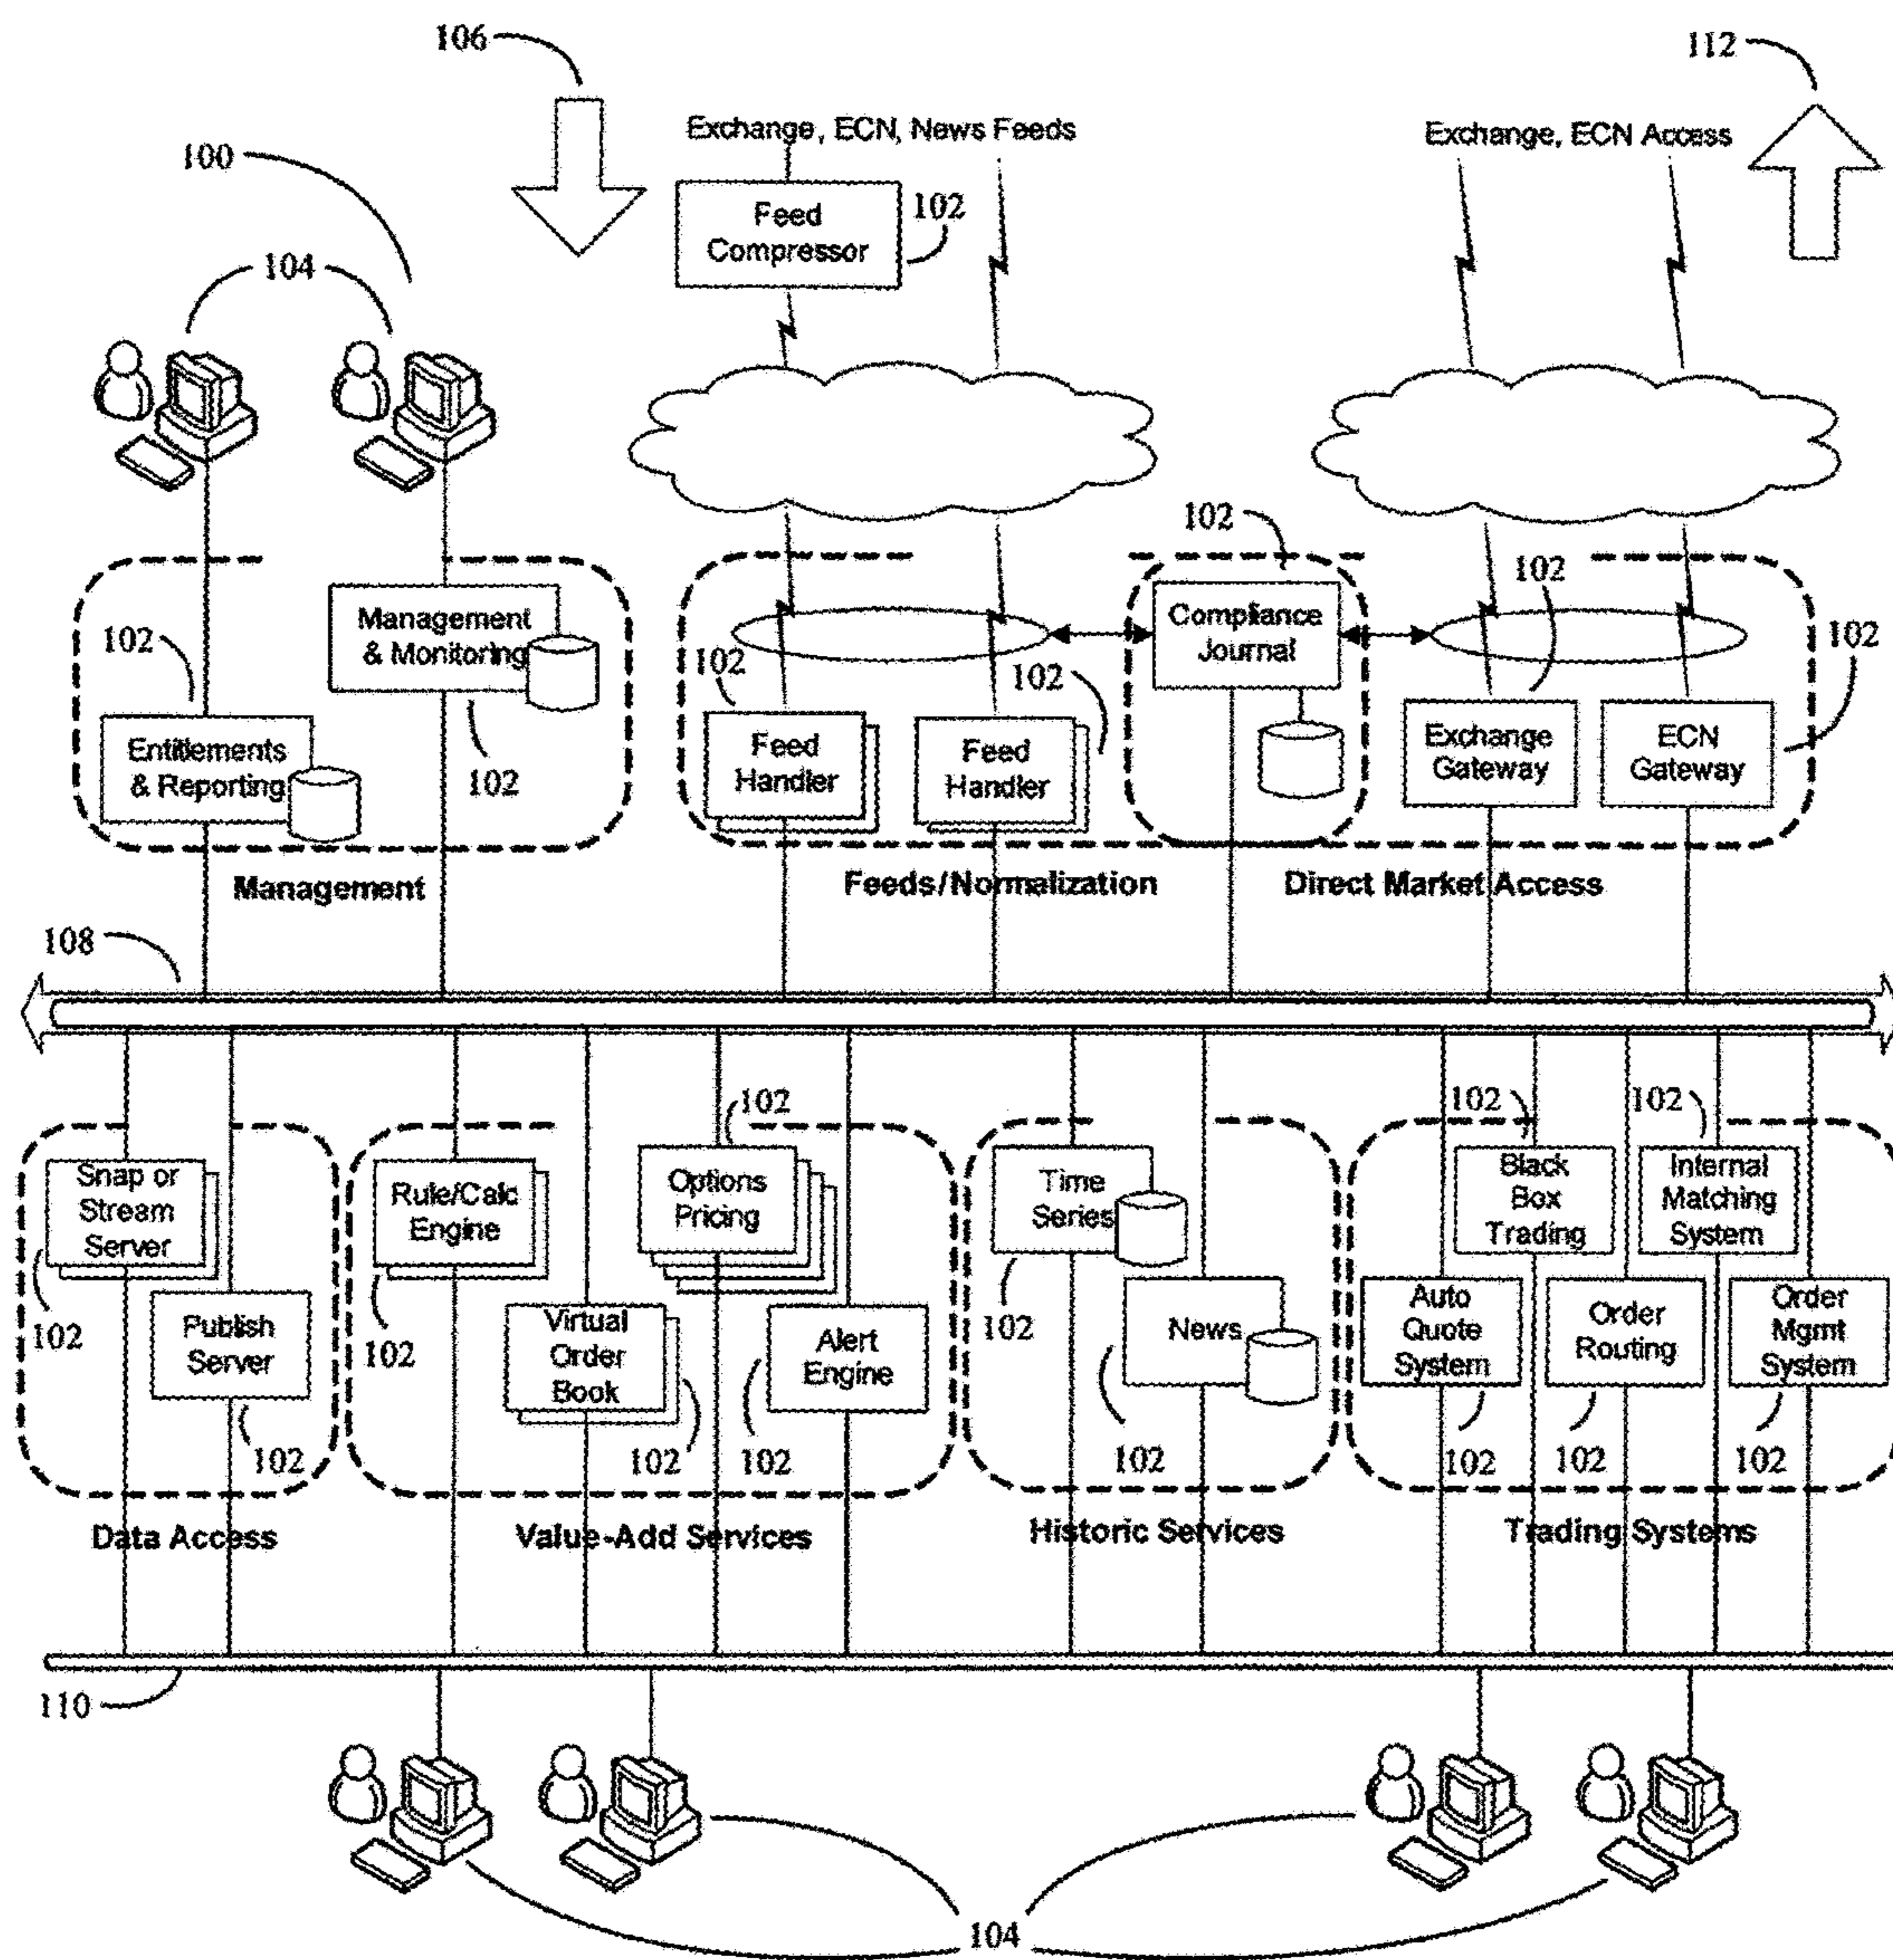 106
112
Exchange, ECN, News Feeds
Exchange, ECN Access
100
Feed
Compressor
102
104
102
Management
& Monitoring
102
Compliance
Journal
102
102
102
102
102
Entitlements
& Reporting
102
Feed
Handler
Feed
Handler
Exchange
Gateway
ECN
Gateway
Management
Feeds/Normalization
Direct Market Access
108
102
102
102
Snap or
Stream
Server
Rule/Calc
Engine
Options
Pricing
Time
Series
Black
Box
Trading
Internal
Matching
System
102
Publish
Server
102
Virtual
Order
Book
Alert
Engine
102
News
Auto
Quote
System
Order
Routing
Order
Mgmt
System
102
102
102
102
102
102
102
Data Access
Value-Add Services
Historic Services
Trading Systems
110
104